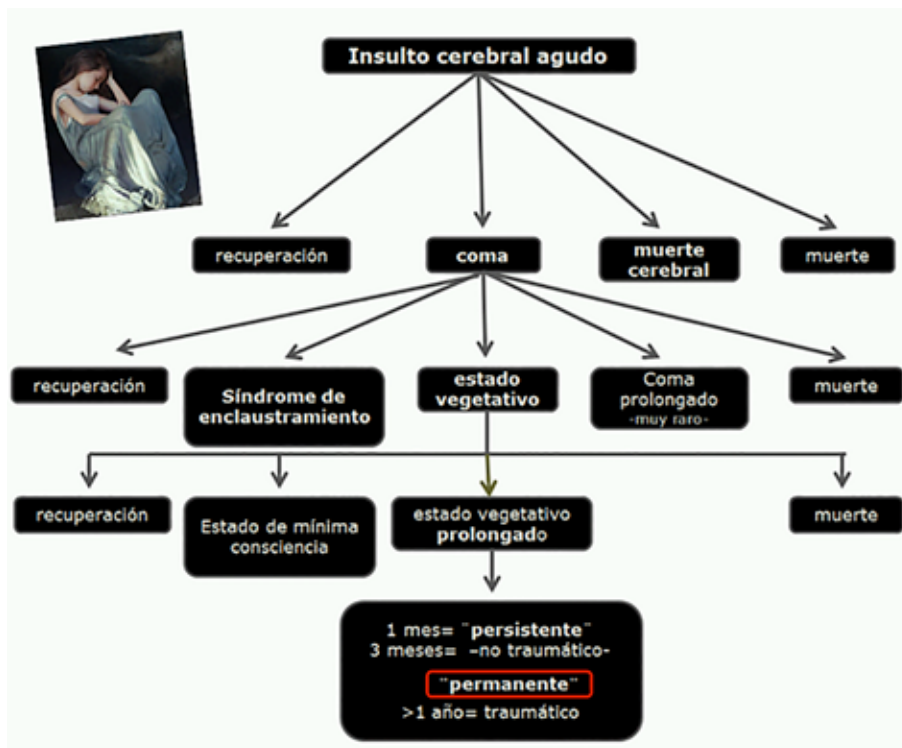 Insulto cerebral agudo
recuperación
coma
muerte
cerebral
muerte
recuperación
Síndrome de
enclaustramiento
estado
vegetativo
Coma
prolongado
-muy raro-
muerte
recuperación
Estado de mínima
consciencia
estado vegetativo
prolongado
muerte
1 mes= ¨persistente¨
3 meses= –no traumático-
¨permanente¨
>1 año= traumático